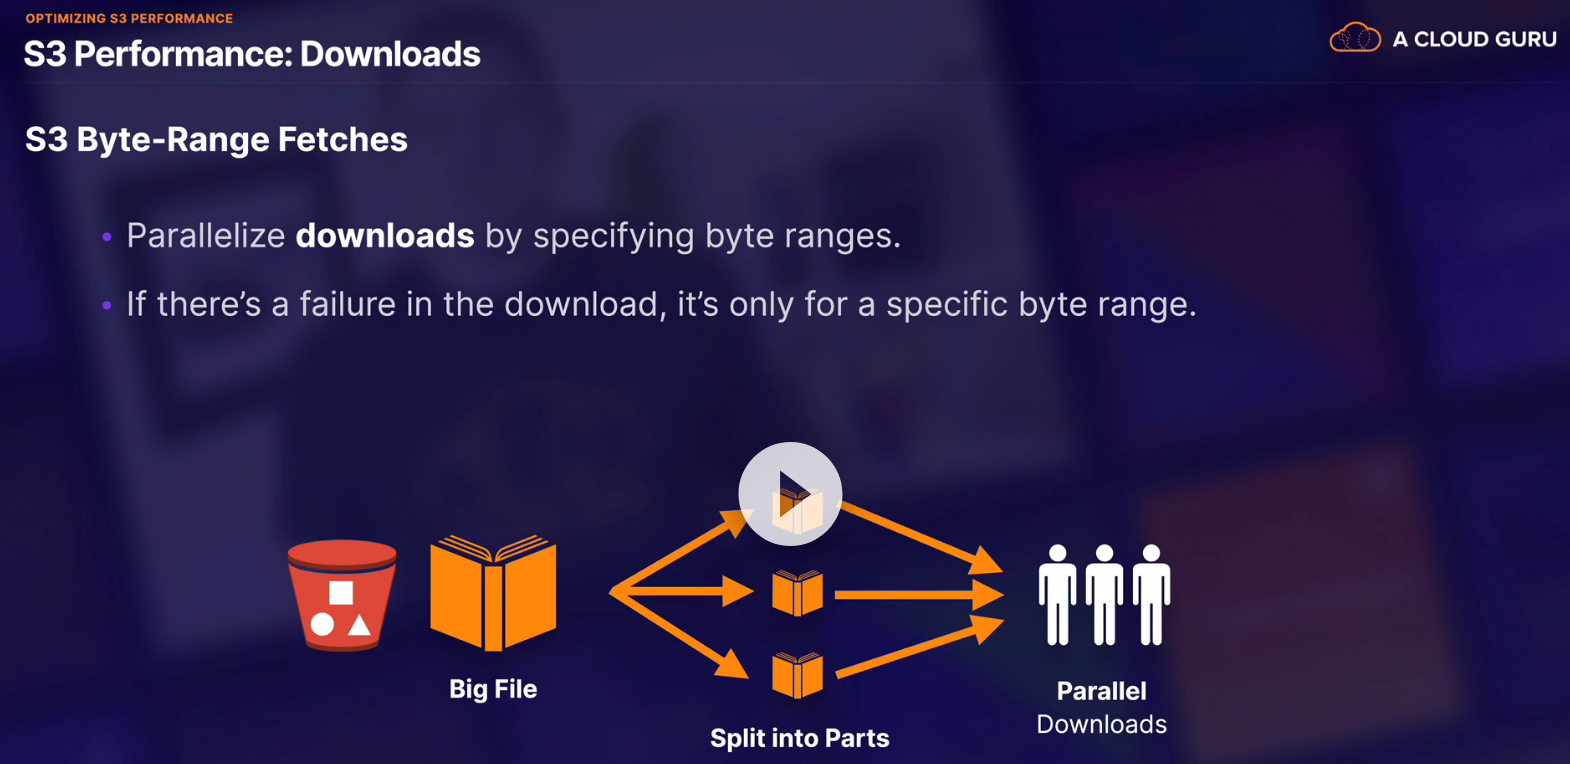 OPTIMIZING S3 PERFORMANCE
S3 Performance: Downloads
A CLOUD GURU
S3 Byte-Range Fetches
• Parallelize downloads by specifying byte ranges.
• If there’s a failure in the download, it’s only for a specific byte range.
Big File
Split into Parts
Parallel
Downloads